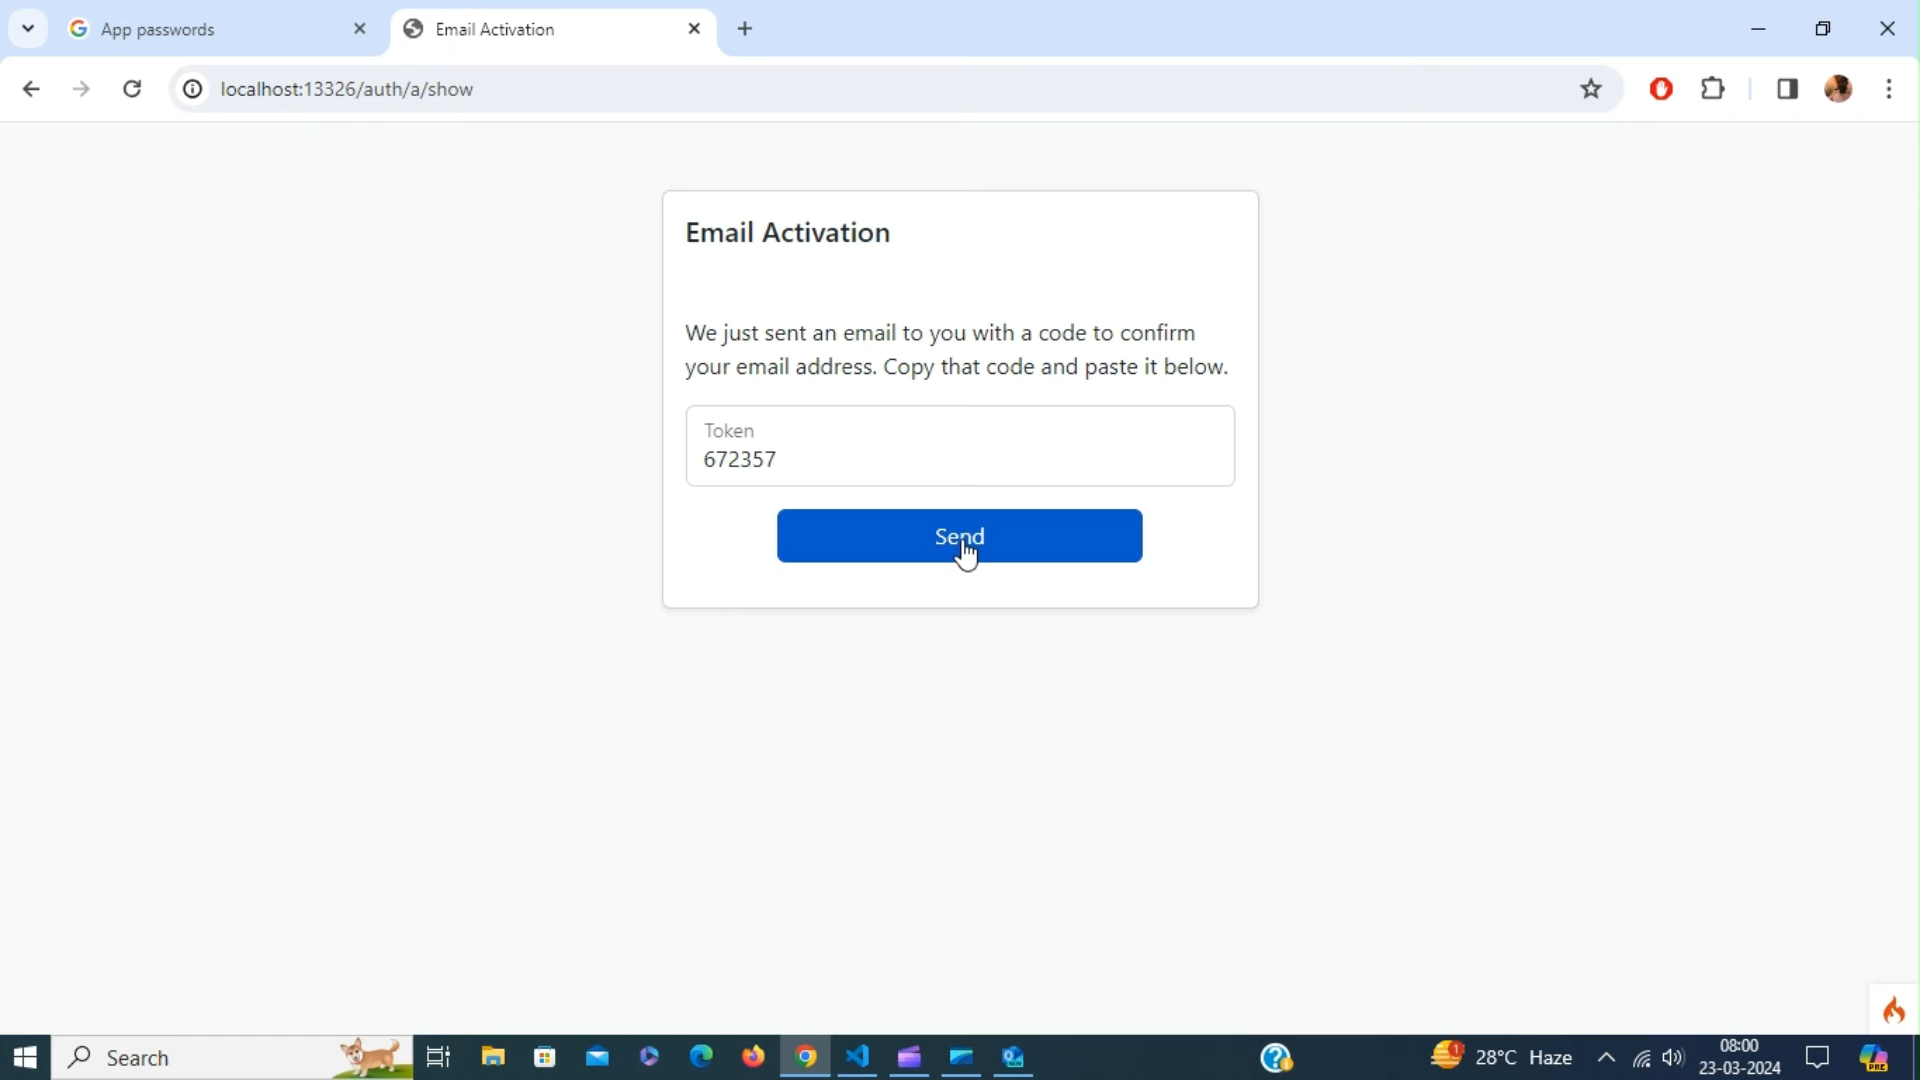 App passwords
Email Activation
localhost:13326/auth/a/show
Email Activation
We just sent an email to you with a code to confirm
your email address. Copy that code and paste it below.
Token
672357
Send
Search
28°C Haze
08:00
23-03-2024
1
PRE